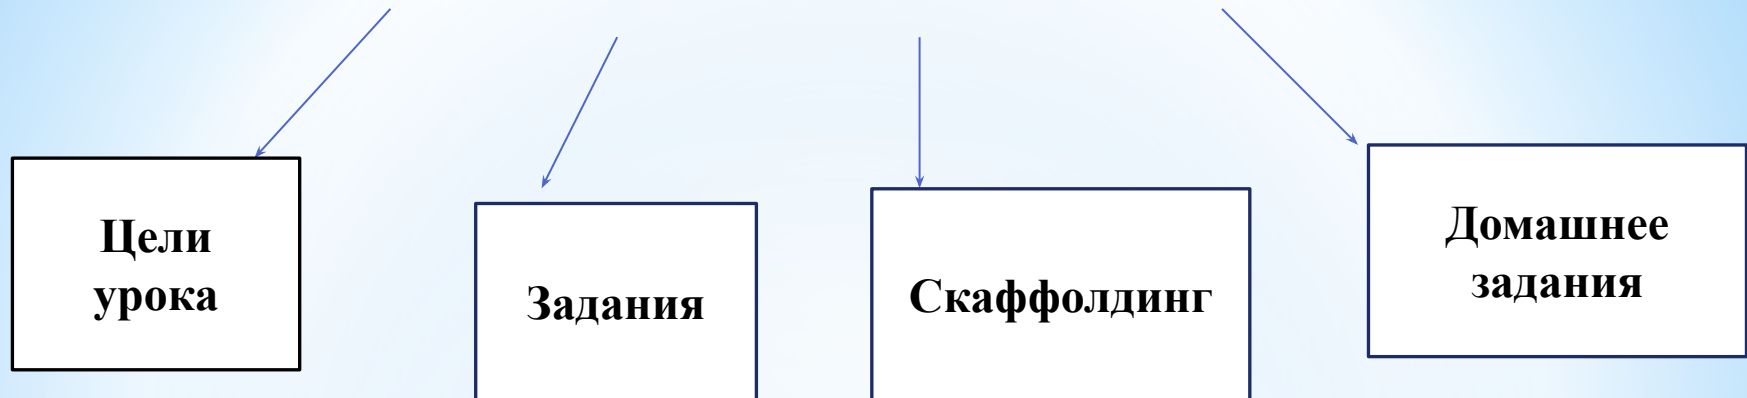 Цели
урока
Задания
Скаффолдинг
Домашнее
задания